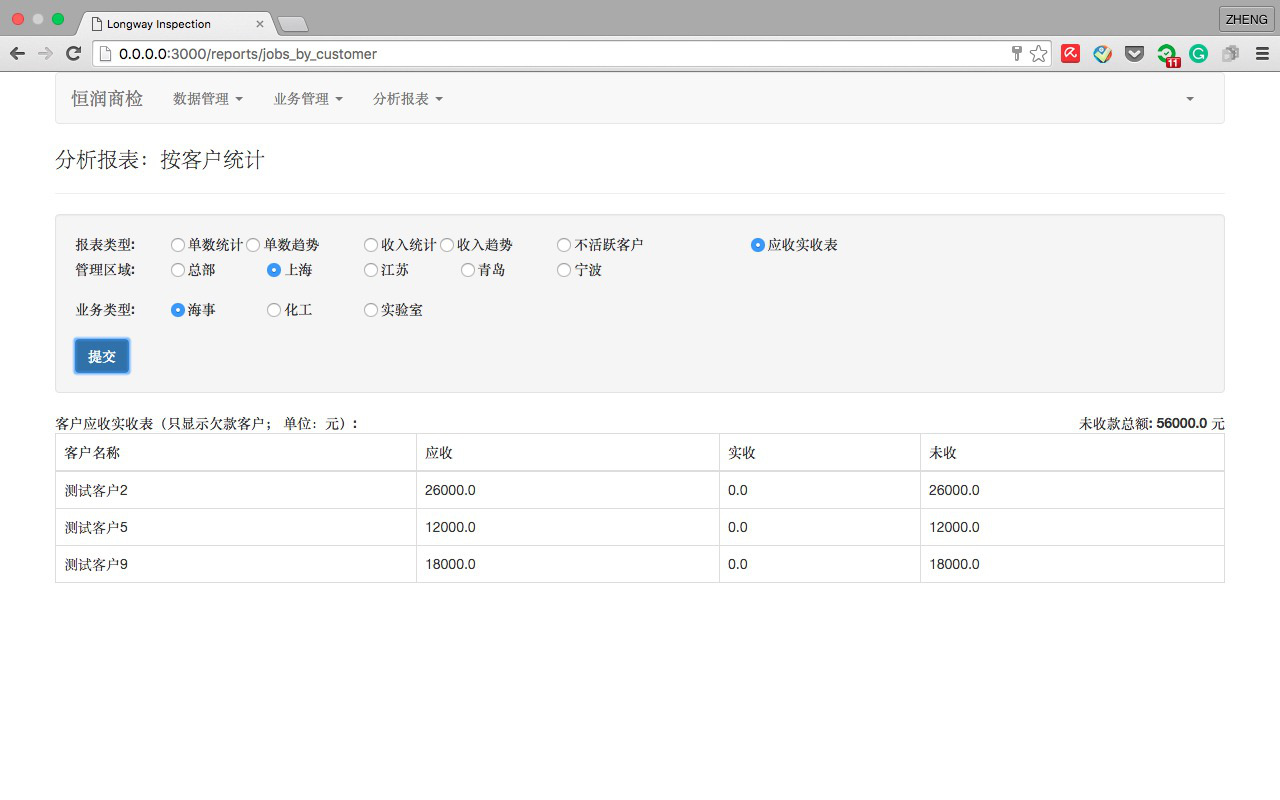 Longway Inspection
ZHENG
0.0.0.0:3000/reports/jobs_by_customer
11
恒润商检 数据管理 业务管理 分析报表
分析报表：按客户统计
报表类型: 单数统计 单数趋势 收入统计 收入趋势 不活跃客户 应收实收表
管理区域: 总部 上海 江苏 青岛 宁波
业务类型: 海事 化工 实验室
提交
客户应收实收表（只显示欠款客户； 单位：元）: 未收款总额: 56000.0 元
客户名称 应收 实收 未收
测试客户2 26000.0 0.0 26000.0
测试客户5 12000.0 0.0 12000.0
测试客户9 18000.0 0.0 18000.0